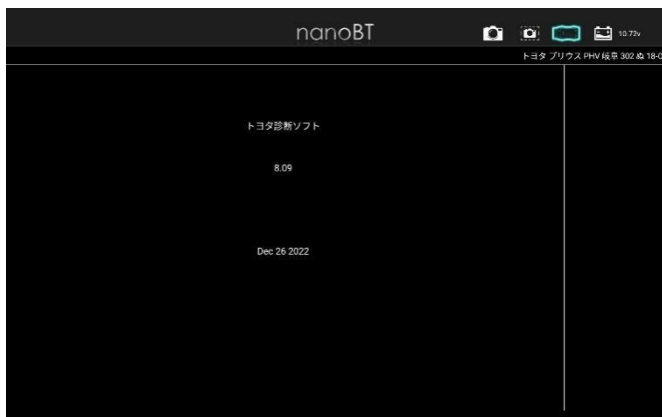 nanoBT
10.72v
トヨタ プリウス PHV 岐阜 302 ぬ 18-0
トヨタ診断ソフト
8.09
Dec 26 2022